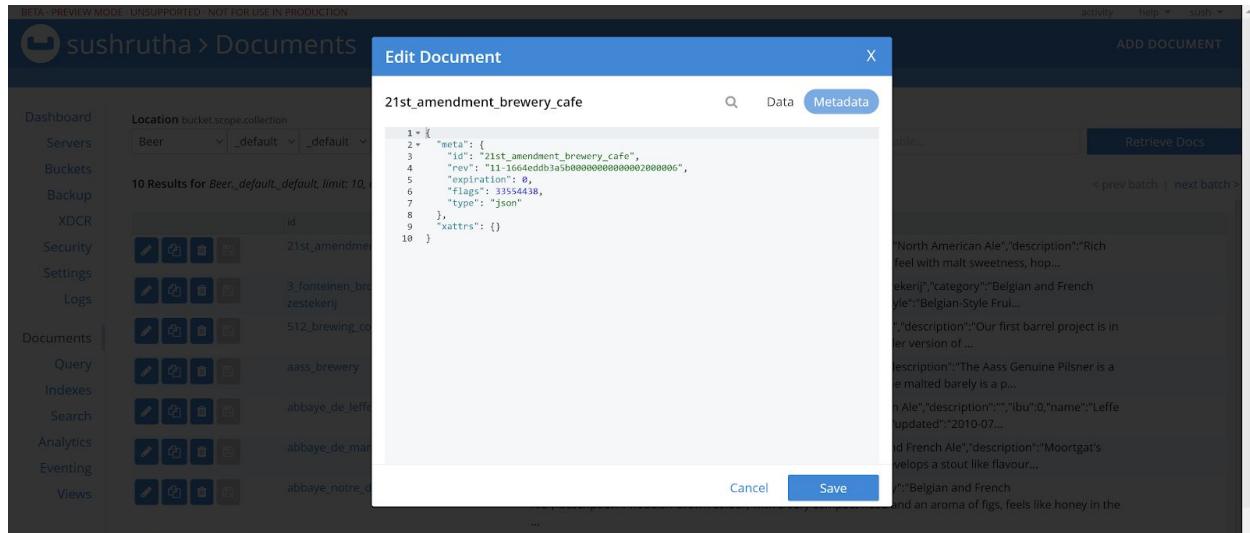 BETA - PREVIEW MODE - UNSUPPORTED - NOT FOR USE IN PRODUCTION
activity help sush
sushrutha > Documents
ADD DOCUMENT
Edit Document X
21st_amendment_brewery_cafe
Data Metadata
1 {
2 "meta": {
3 "id": "21st_amendment_brewery_cafe",
4 "rev": "11-1664eddb3a5b00000000000002000006",
5 "expiration": 0,
6 "flags": 33554438,
7 "type": "json"
8 },
9 "xattrs": {}
10 }
Cancel Save
Dashboard
Servers
Buckets
Backup
XDCR
Security
Settings
Logs
Documents
Query
Indexes
Search
Analytics
Eventing
Views
Location bucket.scope.collection
Beer _default _default
Retrieve Docs
10 Results for Beer._default._default, limit: 10,
< prev batch | next batch >
id
21st_amendme
"North American Ale","description":"Rich
feel with malt sweetness, hop...
3_fonteinen_bro
zestekerij
ekerij","category":"Belgian and French
yle":"Belgian-Style Frui...
512_brewing_co
,"description":"Our first barrel project is in
er version of ...
aass_brewery
escription":"The Aass Genuine Pilsner is a
e malted barely is a p...
abbaye_de_leffe
n Ale","description":"","ibu":0,"name":"Leffe
updated":"2010-07...
abbaye_de_mar
d French Ale","description":"Moortgat's
velops a stout like flavour...
abbaye_notre_d
":"Belgian and French
and an aroma of figs, feels like honey in the
...